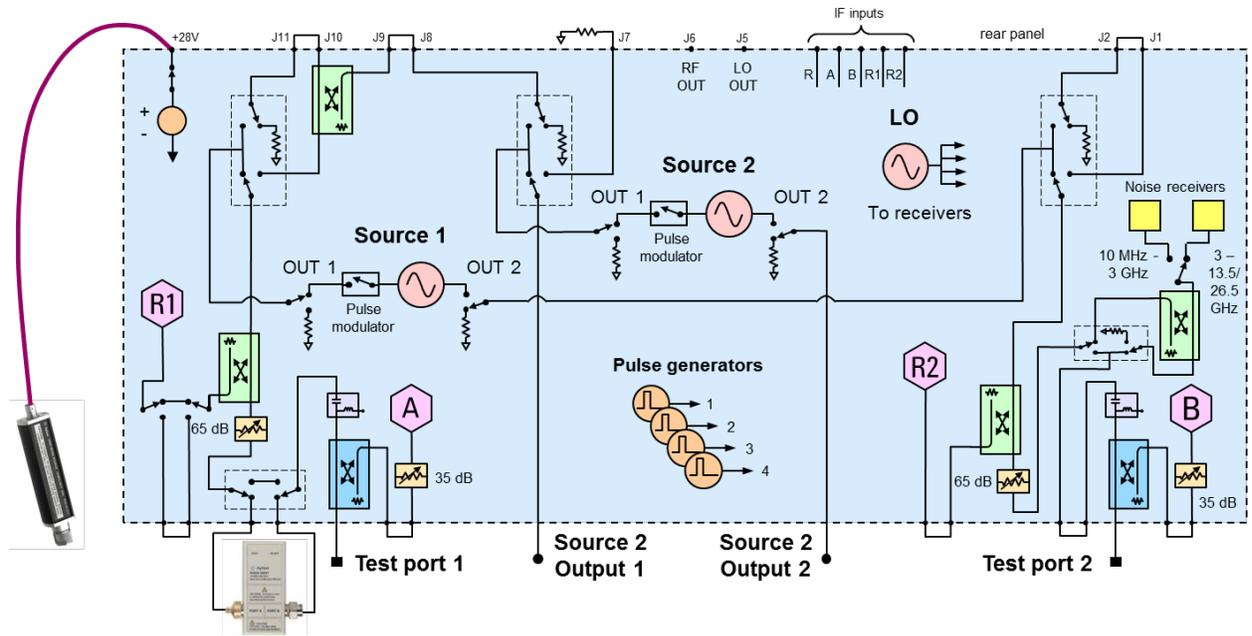 IF inputs
+28V
J11
J10
J9
J8
J7
J6
J5
rear panel
J2
J1
RF
OUT
LO
OUT
R
A
B
R1
R2
+
-
LO
To receivers
Source 2
OUT 1
OUT 2
Pulse
modulator
Noise receivers
10 MHz -
3 GHz
3 –
13.5/
26.5
GHz
Source 1
OUT 1
OUT 2
Pulse
modulator
R1
Pulse generators
1
2
3
4
R2
A
B
65 dB
35 dB
65 dB
35 dB
Test port 1
Source 2
Output 1
Source 2
Output 2
Test port 2
Agilent
PORT A
PORT B